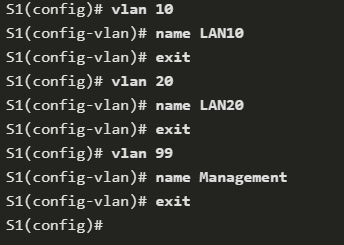 S1(config)# vlan 10
S1(config-vlan)# name LAN10
S1(config-vlan)# exit
S1(config)# vlan 20
S1(config-vlan)# name LAN20
S1(config-vlan)# exit
S1(config)# vlan 99
S1(config-vlan)# name Management
S1(config-vlan)# exit
S1(config)#